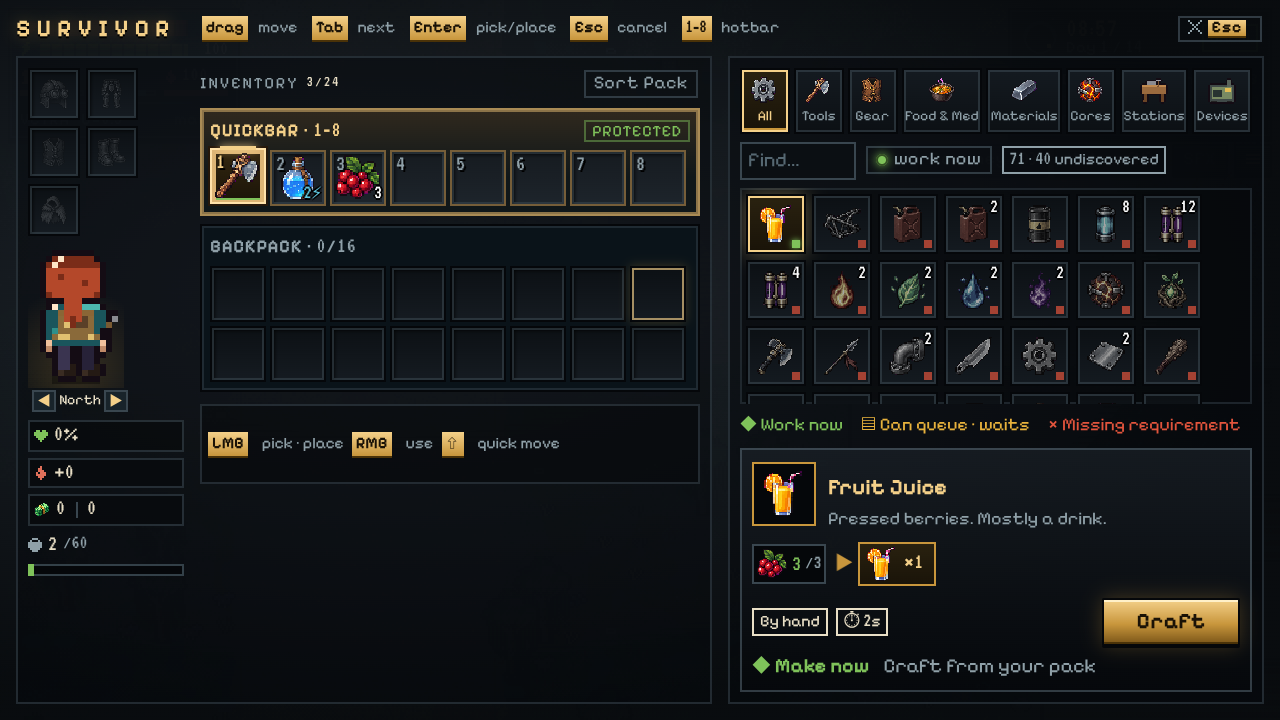 SURVIVOR drag move Tab next Enter pick/place Esc cancel 1-8 hotbar Esc
INVENTORY 3/24 Sort Pack
QUICKBAR · 1-8 PROTECTED
1 2 3 4 5 6 7 8
2 3
BACKPACK · 0/16
LMB pick · place RMB use ⇧ quick move
North
0%
+0
0 | 0
2 /60
All Tools Gear Food & Med Materials Cores Stations Devices
Find... work now 71 · 40 undiscovered
2 8 12
4 2 2 2 2
2 2
Work now Can queue · waits × Missing requirement
Fruit Juice
Pressed berries. Mostly a drink.
3 /3 ×1
By hand 2s Craft
Make now Craft from your pack